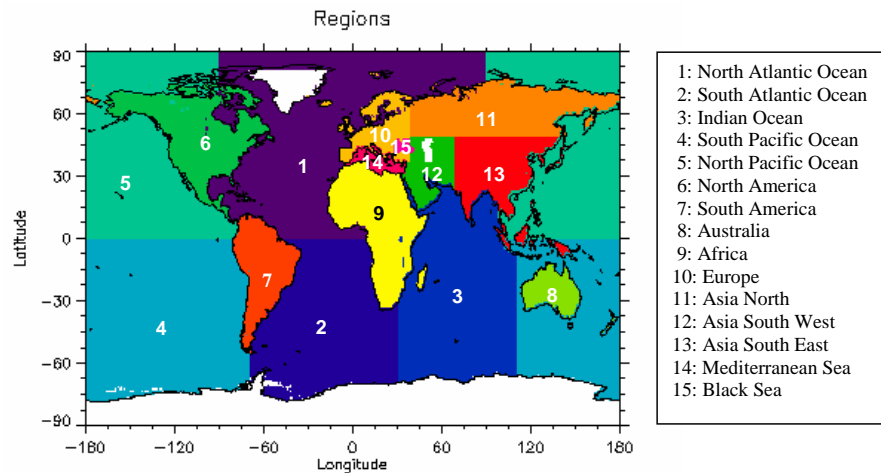 Regions
90
60
30
0
−30
−60
−90
Latitude
−180
−120
−60
0
60
120
180
Longitude
1
2
3
4
5
6
7
8
9
10
11
12
13
14
15
1: North Atlantic Ocean
2: South Atlantic Ocean
3: Indian Ocean
4: South Pacific Ocean
5: North Pacific Ocean
6: North America
7: South America
8: Australia
9: Africa
10: Europe
11: Asia North
12: Asia South West
13: Asia South East
14: Mediterranean Sea
15: Black Sea